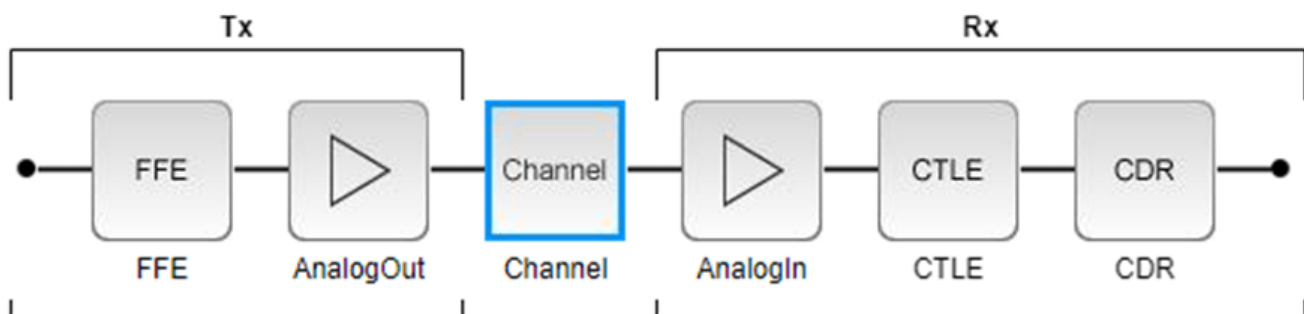 Tx Rx
FFE Channel CTLE CDR
FFE AnalogOut Channel AnalogIn CTLE CDR